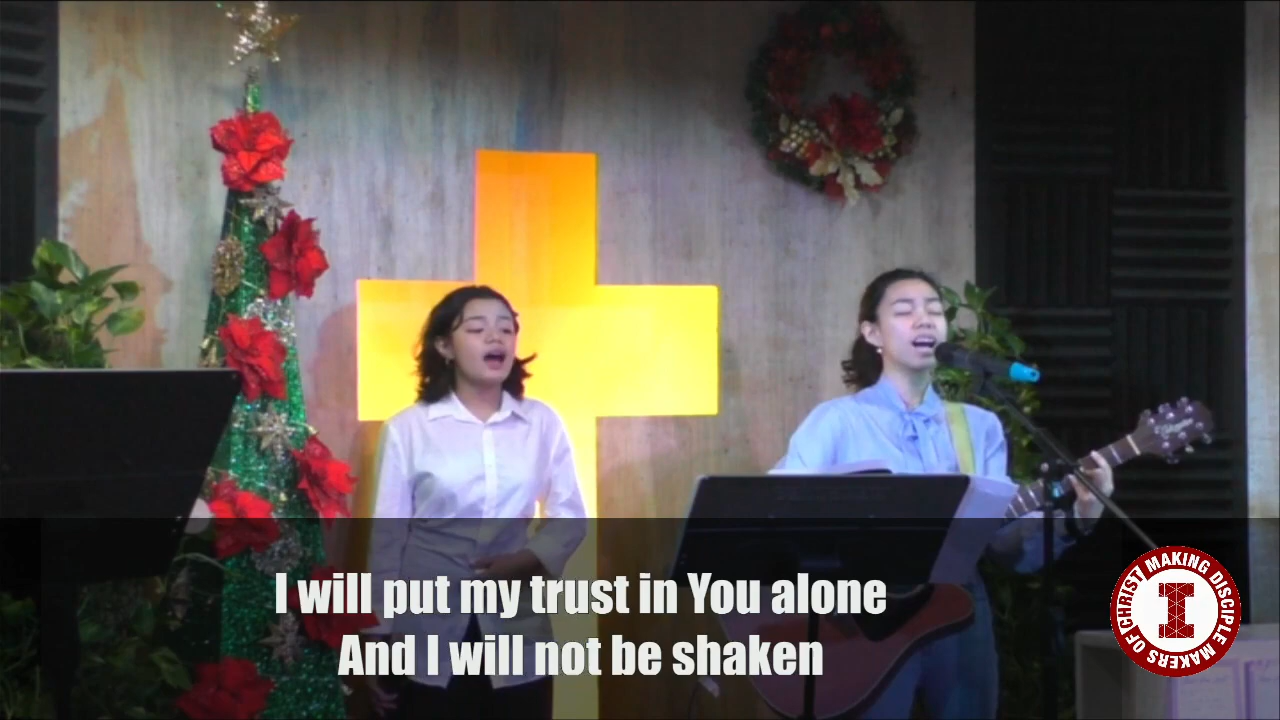 I will put my trust in You alone
And I will not be shaken
MAKING DISCIPLE MAKERS OF CHRIST
I